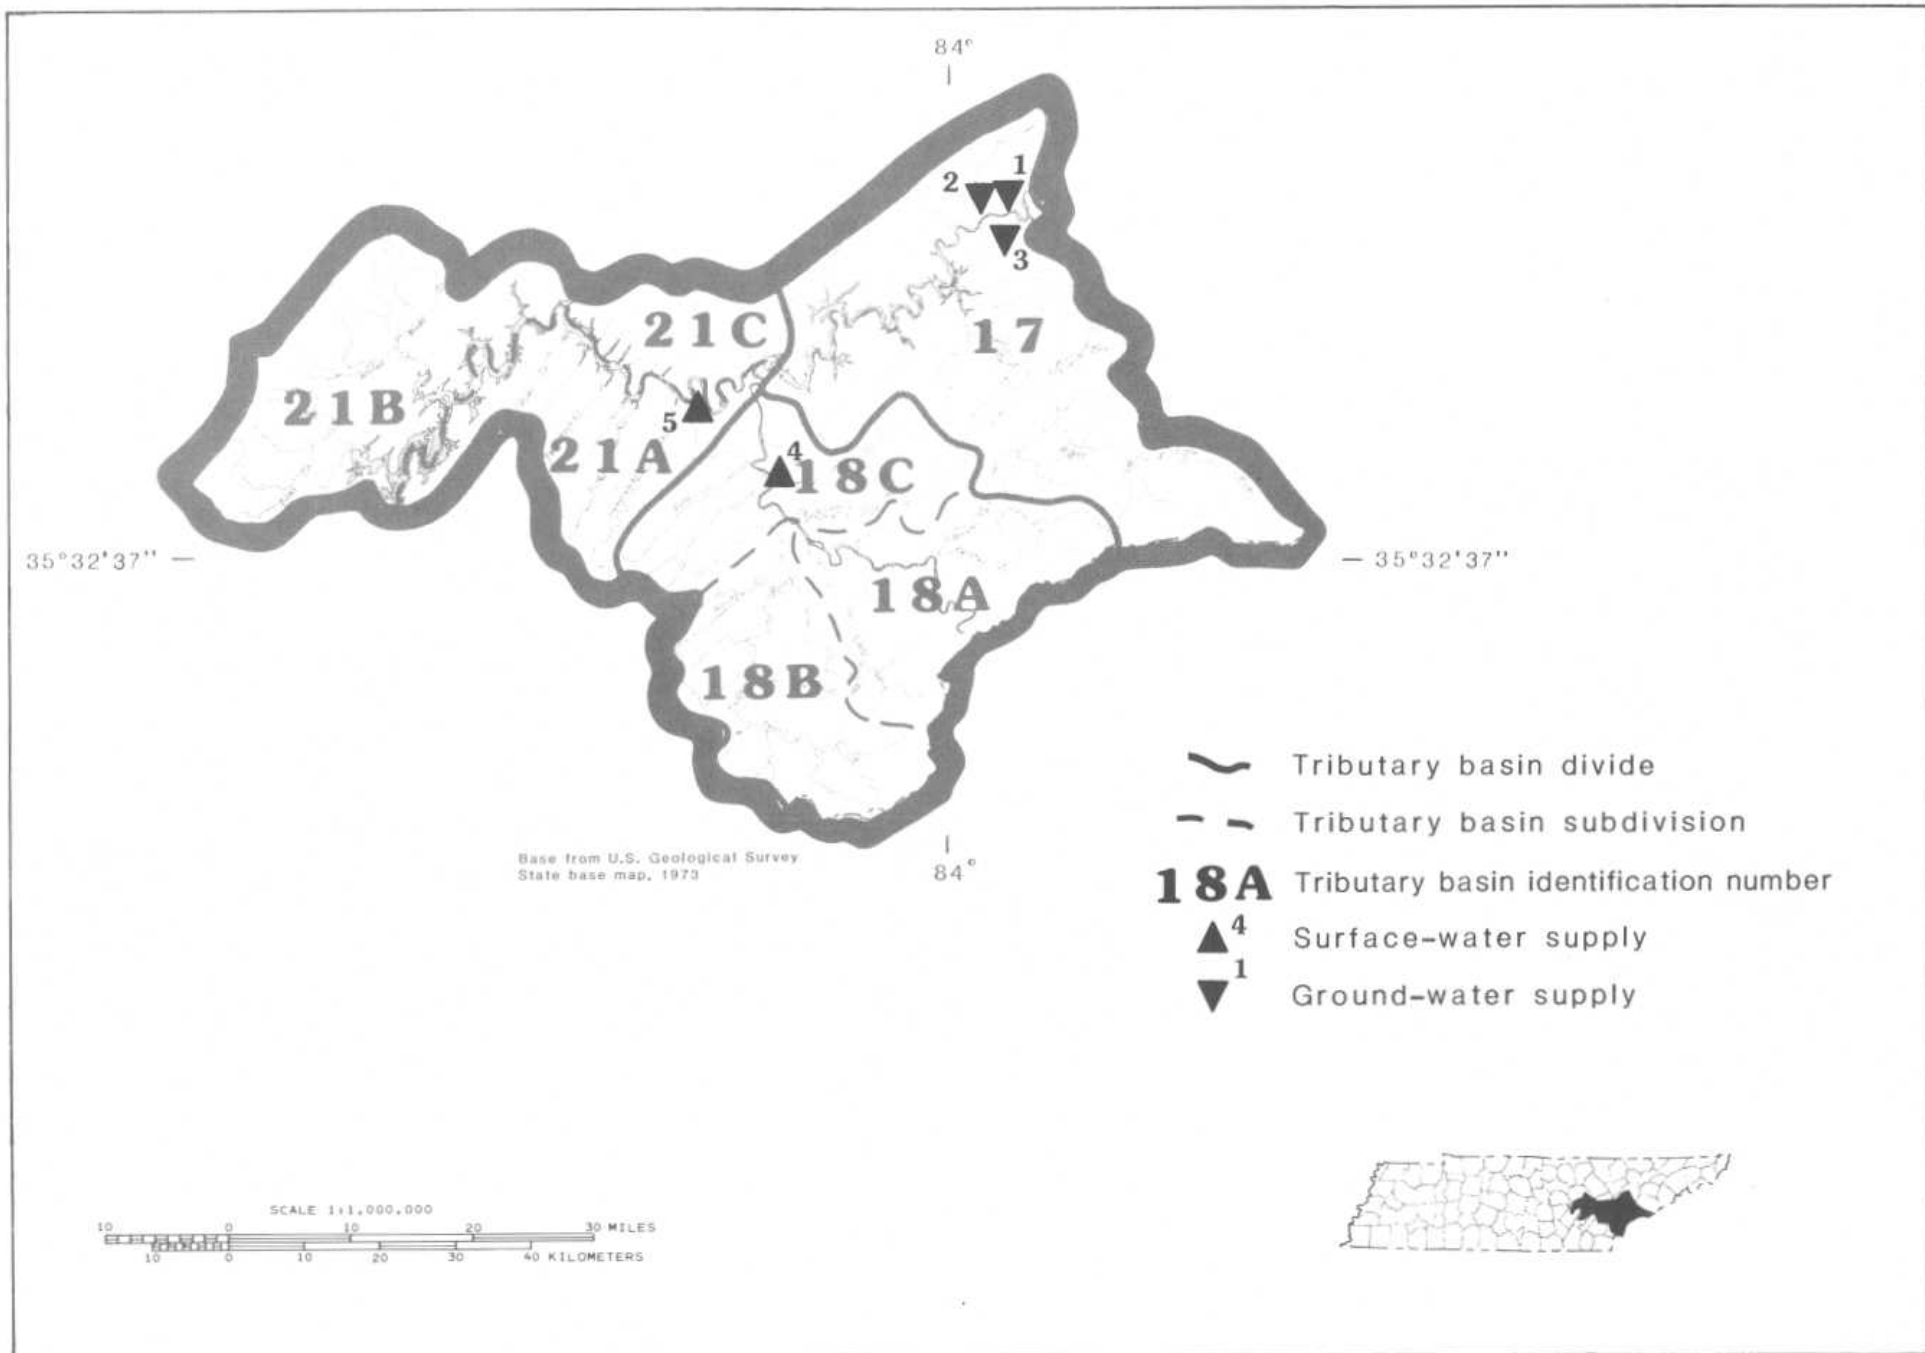 84°
1
2
3
17
21C
21B
5
21A
4
18C
35°32'37"
35°32'37"
18A
18B
Tributary basin divide
Tributary basin subdivision
Base from U.S. Geological Survey
State base map, 1973
84°
18A Tributary basin identification number
4 Surface-water supply
1 Ground-water supply
SCALE 1:1,000,000
10 0 10 20 30 MILES
10 0 10 20 30 40 KILOMETERS